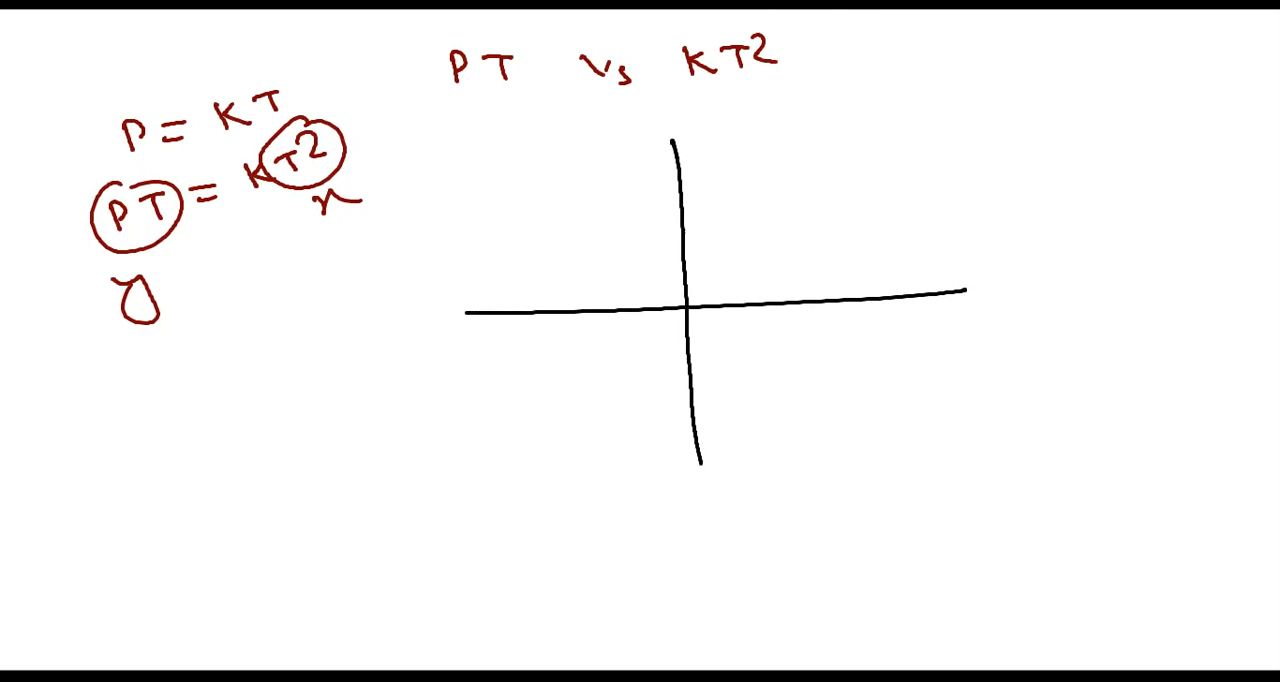 PT Vs KT2
P = KT
PT = KT2
x
y